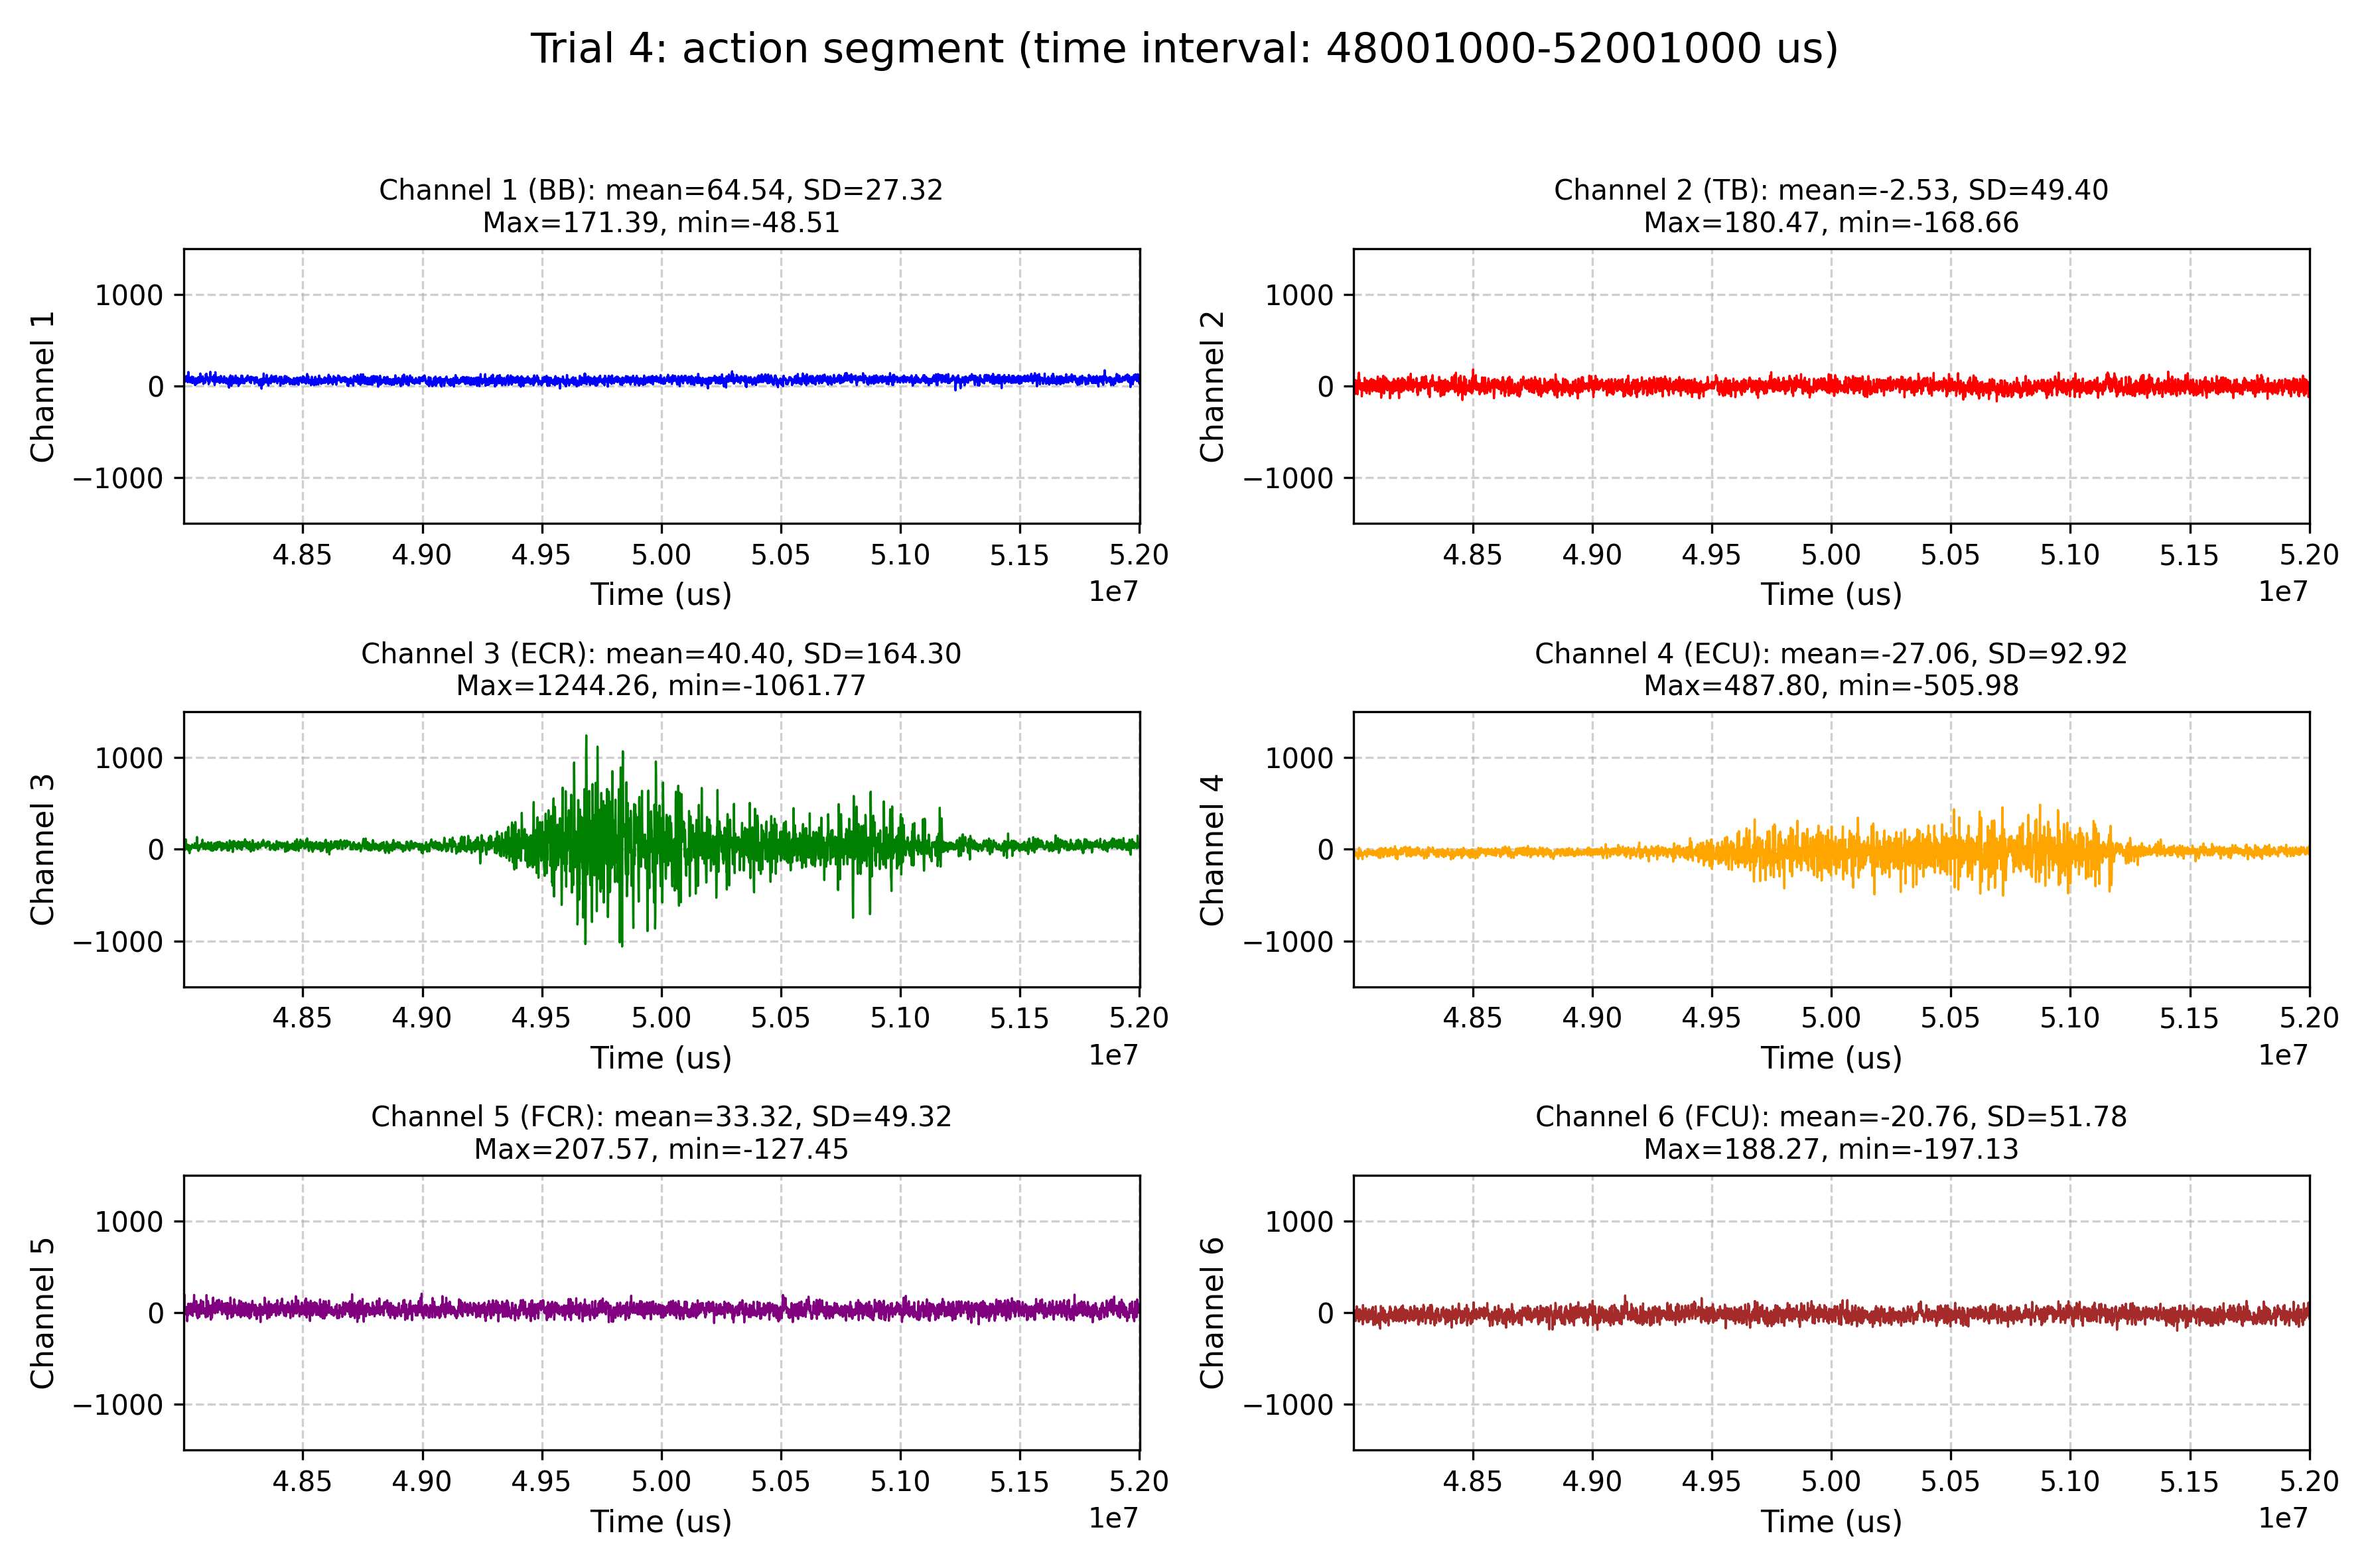 Trial 4: action segment (time interval: 48001000-52001000 us)
Channel 1 (BB): mean=64.54, SD=27.32
Max=171.39, min=-48.51
Channel 1
1000
0
−1000
4.85 4.90 4.95 5.00 5.05 5.10 5.15 5.20
1e7
Time (us)
Channel 2 (TB): mean=-2.53, SD=49.40
Max=180.47, min=-168.66
Channel 2
1000
0
−1000
4.85 4.90 4.95 5.00 5.05 5.10 5.15 5.20
1e7
Time (us)
Channel 3 (ECR): mean=40.40, SD=164.30
Max=1244.26, min=-1061.77
Channel 3
1000
0
−1000
4.85 4.90 4.95 5.00 5.05 5.10 5.15 5.20
1e7
Time (us)
Channel 4 (ECU): mean=-27.06, SD=92.92
Max=487.80, min=-505.98
Channel 4
1000
0
−1000
4.85 4.90 4.95 5.00 5.05 5.10 5.15 5.20
1e7
Time (us)
Channel 5 (FCR): mean=33.32, SD=49.32
Max=207.57, min=-127.45
Channel 5
1000
0
−1000
4.85 4.90 4.95 5.00 5.05 5.10 5.15 5.20
1e7
Time (us)
Channel 6 (FCU): mean=-20.76, SD=51.78
Max=188.27, min=-197.13
Channel 6
1000
0
−1000
4.85 4.90 4.95 5.00 5.05 5.10 5.15 5.20
1e7
Time (us)